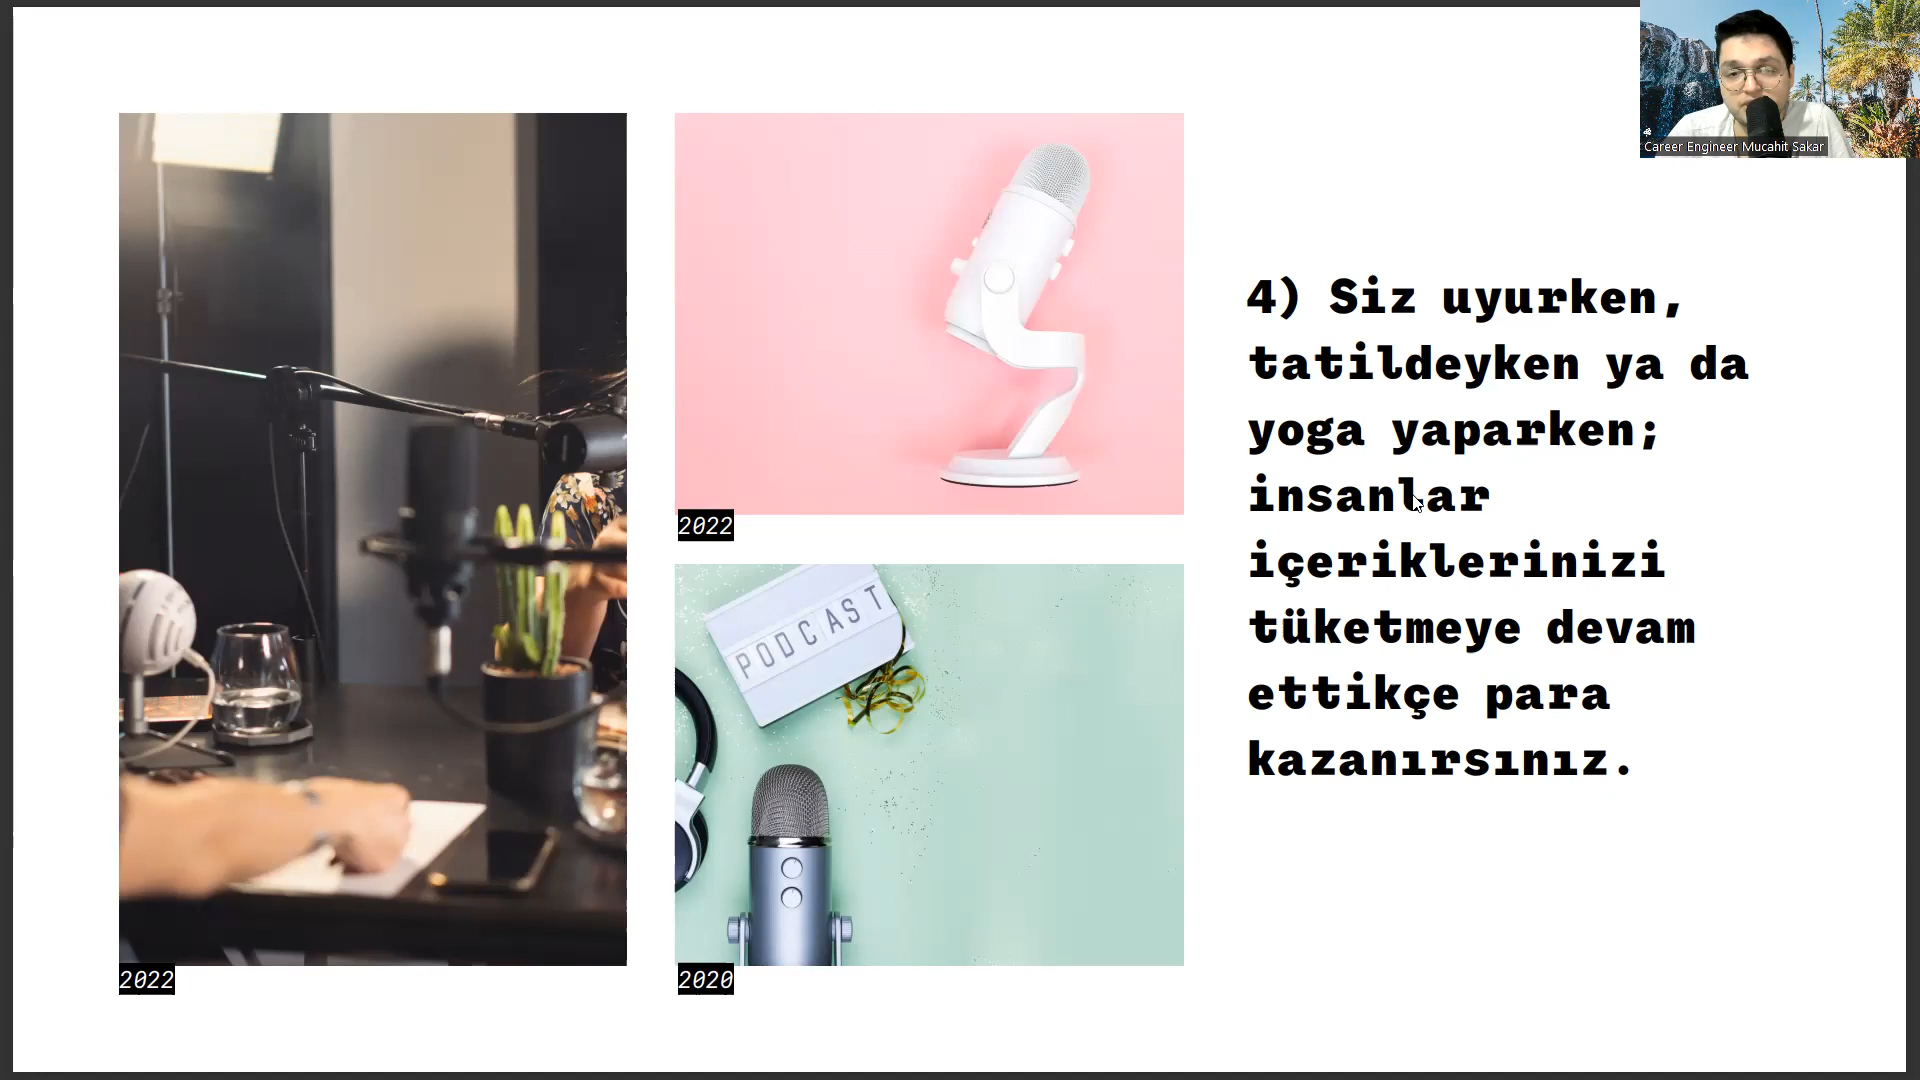 Career Engineer Mucahit Sakar
4) Siz uyurken,
tatildeyken ya da
yoga yaparken;
insanlar
içeriklerinizi
tüketmeye devam
ettikçe para
kazanırsınız.
2022
PODCAST
2022
2020